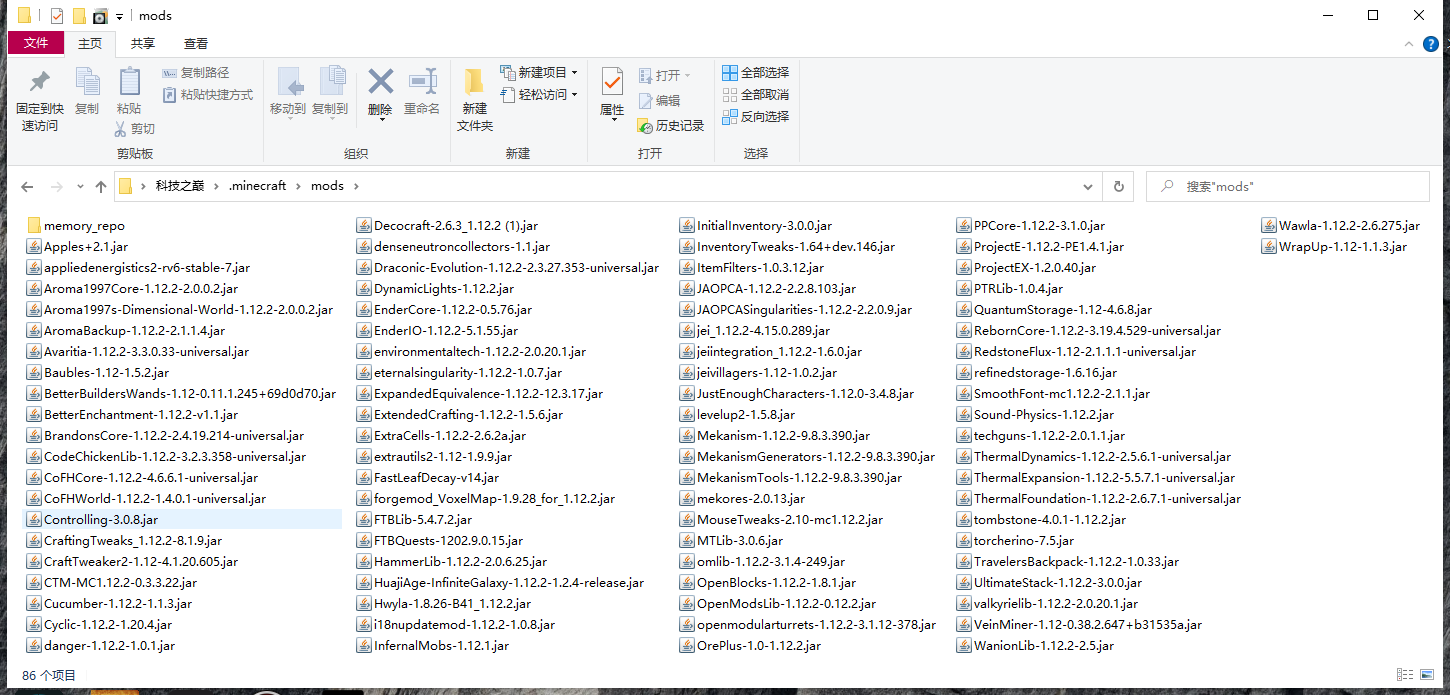 mods
文件 主页 共享 查看
固定到快速访问
复制
粘贴
复制路径
粘贴快捷方式
剪切
剪贴板
移动到
复制到
删除
重命名
组织
新建文件夹
新建项目
轻松访问
新建
属性
打开
编辑
历史记录
打开
全部选择
全部取消
反向选择
选择
科技之巅 .minecraft mods
搜索"mods"
memory_repo
Apples+2.1.jar
appliedenergistics2-rv6-stable-7.jar
Aroma1997Core-1.12.2-2.0.0.2.jar
Aroma1997s-Dimensional-World-1.12.2-2.0.0.2.jar
AromaBackup-1.12.2-2.1.1.4.jar
Avaritia-1.12.2-3.3.0.33-universal.jar
Baubles-1.12-1.5.2.jar
BetterBuildersWands-1.12-0.11.1.245+69d0d70.jar
BetterEnchantment-1.12.2-v1.1.jar
BrandonsCore-1.12.2-2.4.19.214-universal.jar
CodeChickenLib-1.12.2-3.2.3.358-universal.jar
CoFHCore-1.12.2-4.6.6.1-universal.jar
CoFHWorld-1.12.2-1.4.0.1-universal.jar
Controlling-3.0.8.jar
CraftingTweaks_1.12.2-8.1.9.jar
CraftTweaker2-1.12-4.1.20.605.jar
CTM-MC1.12.2-0.3.3.22.jar
Cucumber-1.12.2-1.1.3.jar
Cyclic-1.12.2-1.20.4.jar
danger-1.12.2-1.0.1.jar
Decocraft-2.6.3_1.12.2 (1).jar
denseneutroncollectors-1.1.jar
Draconic-Evolution-1.12.2-2.3.27.353-universal.jar
DynamicLights-1.12.2.jar
EnderCore-1.12.2-0.5.76.jar
EnderIO-1.12.2-5.1.55.jar
environmentaltech-1.12.2-2.0.20.1.jar
eternalsingularity-1.12.2-1.0.7.jar
ExpandedEquivalence-1.12.2-12.3.17.jar
ExtendedCrafting-1.12.2-1.5.6.jar
ExtraCells-1.12.2-2.6.2a.jar
extrautils2-1.12-1.9.9.jar
FastLeafDecay-v14.jar
forgemod_VoxelMap-1.9.28_for_1.12.2.jar
FTBLib-5.4.7.2.jar
FTBQuests-1202.9.0.15.jar
HammerLib-1.12.2-2.0.6.25.jar
HuajiAge-InfiniteGalaxy-1.12.2-1.2.4-release.jar
Hwyla-1.8.26-B41_1.12.2.jar
i18nupdatemod-1.12.2-1.0.8.jar
InfernalMobs-1.12.1.jar
InitialInventory-3.0.0.jar
InventoryTweaks-1.64+dev.146.jar
ItemFilters-1.0.3.12.jar
JAOPCA-1.12.2-2.2.8.103.jar
JAOPCASingularities-1.12.2-2.2.0.9.jar
jei_1.12.2-4.15.0.289.jar
jeiintegration_1.12.2-1.6.0.jar
jeivillagers-1.12-1.0.2.jar
JustEnoughCharacters-1.12.0-3.4.8.jar
levelup2-1.5.8.jar
Mekanism-1.12.2-9.8.3.390.jar
MekanismGenerators-1.12.2-9.8.3.390.jar
MekanismTools-1.12.2-9.8.3.390.jar
mekores-2.0.13.jar
MouseTweaks-2.10-mc1.12.2.jar
MTLib-3.0.6.jar
omlib-1.12.2-3.1.4-249.jar
OpenBlocks-1.12.2-1.8.1.jar
OpenModsLib-1.12.2-0.12.2.jar
openmodularturrets-1.12.2-3.1.12-378.jar
OrePlus-1.0-1.12.2.jar
PPCore-1.12.2-3.1.0.jar
ProjectE-1.12.2-PE1.4.1.jar
ProjectEX-1.2.0.40.jar
PTRLib-1.0.4.jar
QuantumStorage-1.12-4.6.8.jar
RebornCore-1.12.2-3.19.4.529-universal.jar
RedstoneFlux-1.12-2.1.1.1-universal.jar
refinedstorage-1.6.16.jar
SmoothFont-mc1.12.2-2.1.1.jar
Sound-Physics-1.12.2.jar
techguns-1.12.2-2.0.1.1.jar
ThermalDynamics-1.12.2-2.5.6.1-universal.jar
ThermalExpansion-1.12.2-5.5.7.1-universal.jar
ThermalFoundation-1.12.2-2.6.7.1-universal.jar
tombstone-4.0.1-1.12.2.jar
torcherino-7.5.jar
TravelersBackpack-1.12.2-1.0.33.jar
UltimateStack-1.12.2-3.0.0.jar
valkyrielib-1.12.2-2.0.20.1.jar
VeinMiner-1.12-0.38.2.647+b31535a.jar
WanionLib-1.12.2-2.5.jar
Wawla-1.12.2-2.6.275.jar
WrapUp-1.12-1.1.3.jar
86 个项目